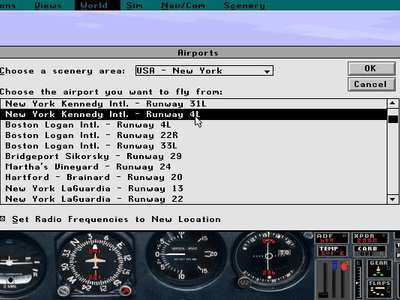 ons Views World Sim Nav/Com Scenery
Airports
Choose a scenery area: USA - New York
OK
Cancel
Choose the airport you want to fly from:
New York Kennedy Intl. - Runway 31L
New York Kennedy Intl. - Runway 4L
Boston Logan Intl. - Runway 4L
Boston Logan Intl. - Runway 22R
Boston Logan Intl. - Runway 33L
Bridgeport Sikorsky - Runway 29
Martha's Vineyard - Runway 24
Hartford - Brainard - Runway 20
New York LaGuardia - Runway 13
New York LaGuardia - Runway 22
Set Radio Frequencies to New Location
ADF XPDR
TEMP CARB
GEAR
FLAPS